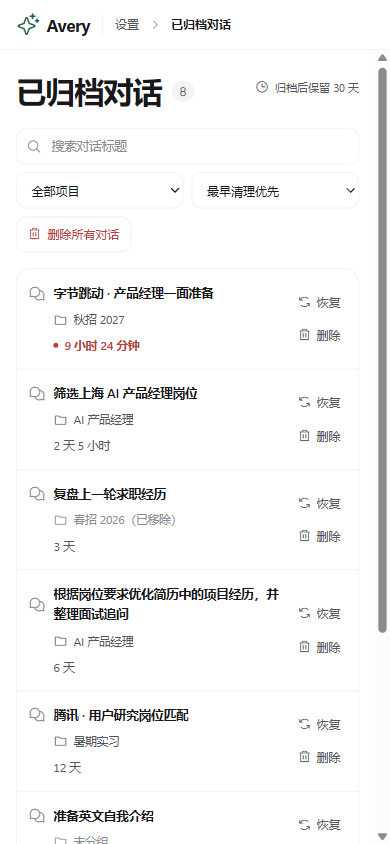 Avery 设置 已归档对话
已归档对话 8 归档后保留 30 天
搜索对话标题
全部项目 最早清理优先
删除所有对话
字节跳动 · 产品经理一面准备
恢复
秋招 2027
删除
9 小时 24 分钟
筛选上海 AI 产品经理岗位
恢复
AI 产品经理
删除
2 天 5 小时
复盘上一轮求职经历
恢复
春招 2026（已移除）
删除
3 天
根据岗位要求优化简历中的项目经历，并
整理面试追问
恢复
AI 产品经理
删除
6 天
腾讯 · 用户研究岗位匹配
恢复
暑期实习
删除
12 天
准备英文自我介绍
恢复
未分组